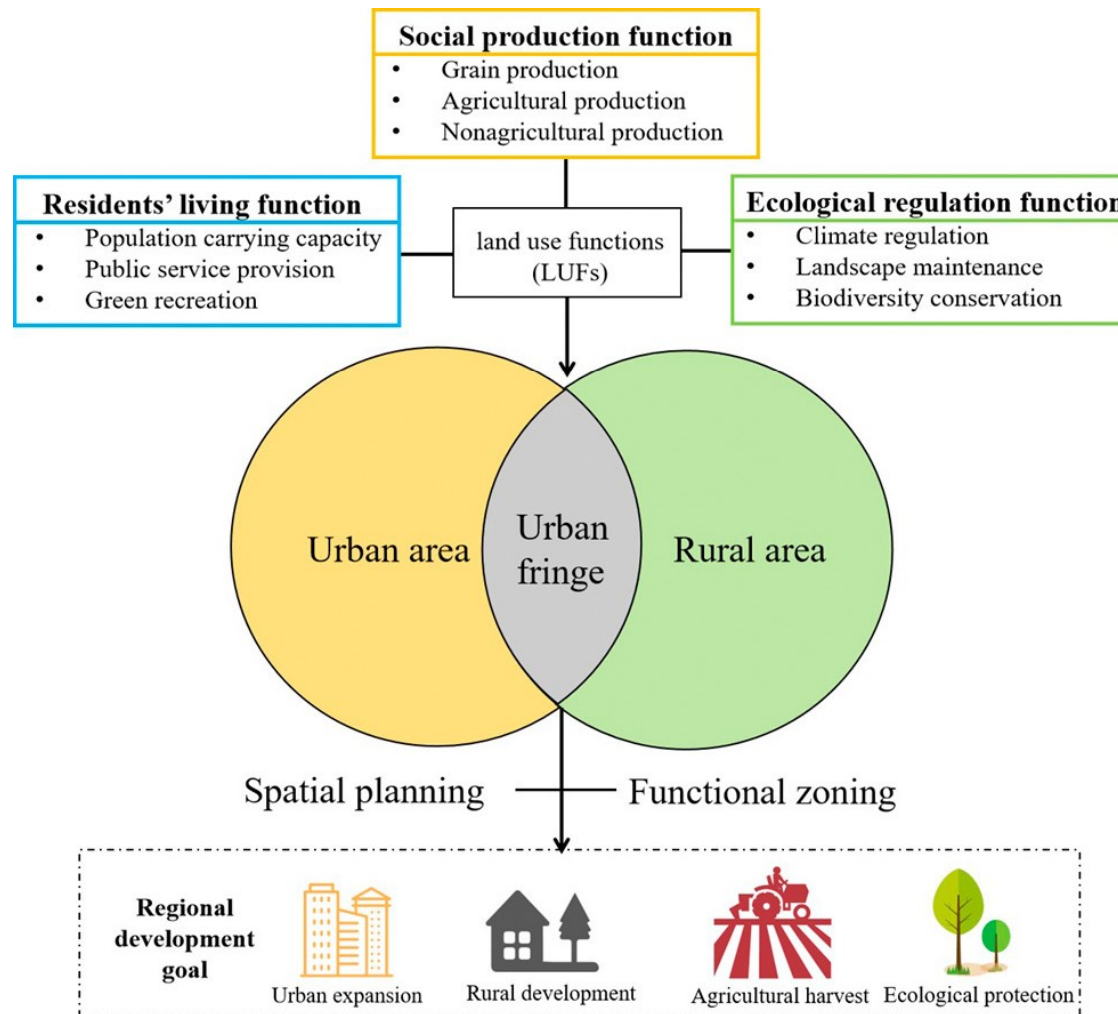 Social production function
• Grain production
• Agricultural production
• Nonagricultural production
Residents’ living function
• Population carrying capacity
• Public service provision
• Green recreation
land use functions
(LUFs)
Ecological regulation function
• Climate regulation
• Landscape maintenance
• Biodiversity conservation
Urban area
Urban
fringe
Rural area
Spatial planning
Functional zoning
Regional
development
goal
Urban expansion
Rural development
Agricultural harvest
Ecological protection